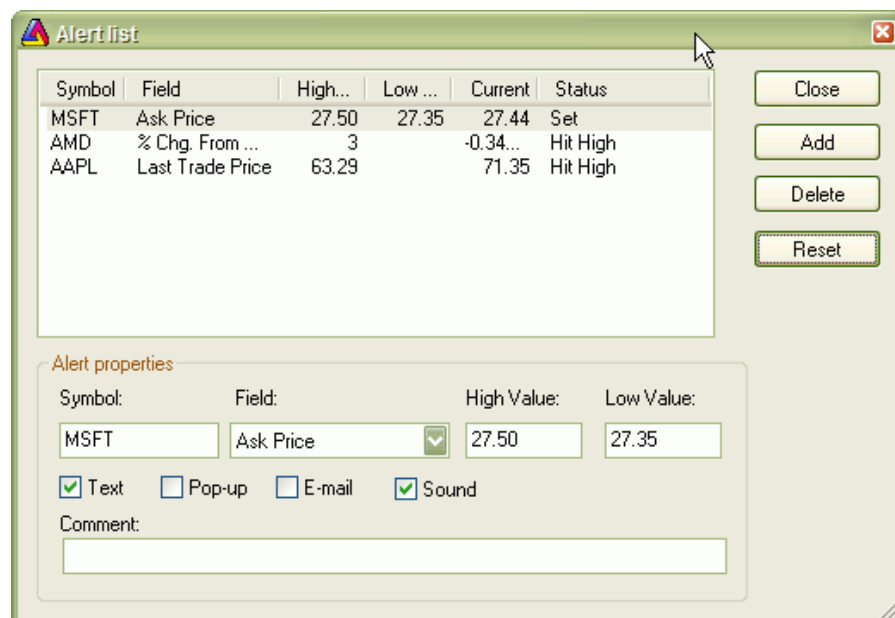 Alert list
Symbol Field High... Low ... Current Status
MSFT Ask Price 27.50 27.35 27.44 Set
AMD % Chg. From ... 3 -0.34... Hit High
AAPL Last Trade Price 63.29 71.35 Hit High
Close
Add
Delete
Reset
Alert properties
Symbol: Field: High Value: Low Value:
MSFT Ask Price 27.50 27.35
Text Pop-up E-mail Sound
Comment: